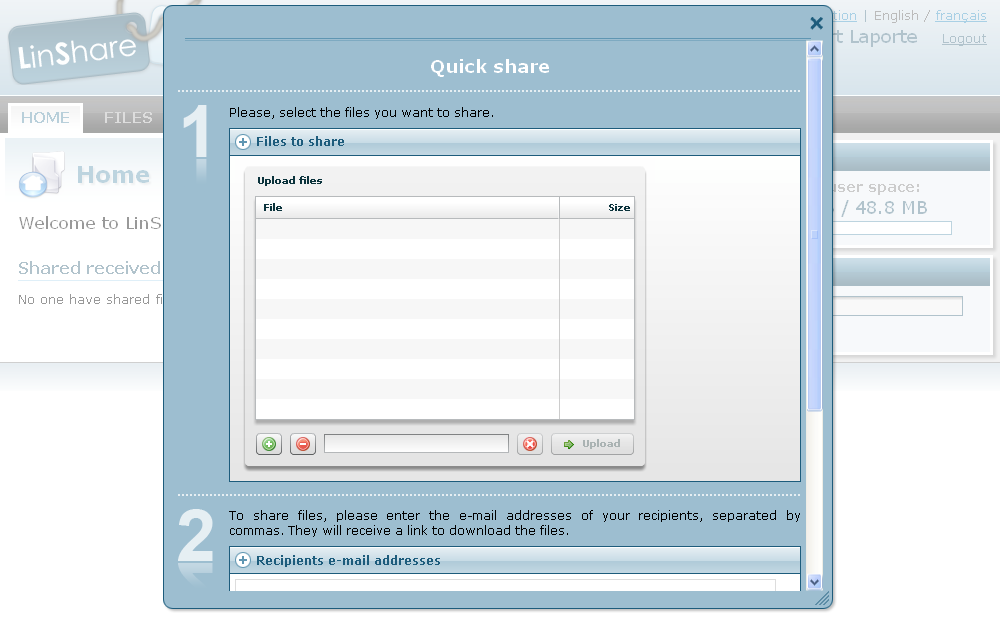 LinShare
tion | English / français
t Laporte Logout
HOME FILES
Home
Welcome to LinS
Shared received
No one have shared fi
user space:
/ 48.8 MB
Quick share
1
Please, select the files you want to share.
Files to share
Upload files
File Size
Upload
2
To share files, please enter the e-mail addresses of your recipients, separated by
commas. They will receive a link to download the files.
Recipients e-mail addresses